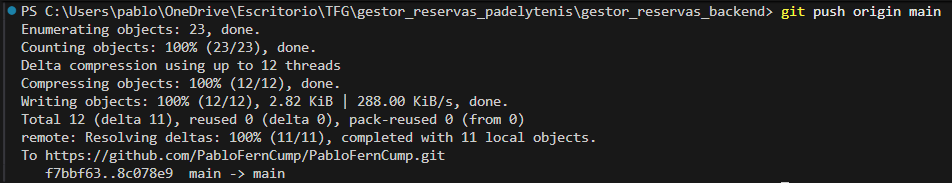 PS C:\Users\pablo\OneDrive\Escritorio\TFG\gestor_reservas_padelytenis\gestor_reservas_backend> git push origin main
Enumerating objects: 23, done.
Counting objects: 100% (23/23), done.
Delta compression using up to 12 threads
Compressing objects: 100% (12/12), done.
Writing objects: 100% (12/12), 2.82 KiB | 288.00 KiB/s, done.
Total 12 (delta 11), reused 0 (delta 0), pack-reused 0 (from 0)
remote: Resolving deltas: 100% (11/11), completed with 11 local objects.
To https://github.com/PabloFernCump/PabloFernCump.git
   f7bbf63..8c078e9  main -> main